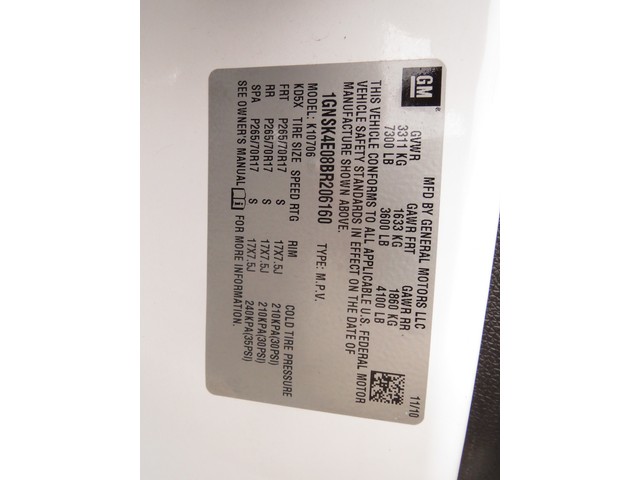 GM®
MFD BY GENERAL MOTORS LLC 11/10
GVWR GAWR FRT GAWR RR
3311 KG 1633 KG 1860 KG
7300 LB 3600 LB 4100 LB
THIS VEHICLE CONFORMS TO ALL APPLICABLE U.S. FEDERAL MOTOR
VEHICLE SAFETY STANDARDS IN EFFECT ON THE DATE OF
MANUFACTURE SHOWN ABOVE.
1GNSK4E08BR206160 TYPE: M.P.V.
MODEL: K10706
KD5X TIRE SIZE SPEED RTG RIM COLD TIRE PRESSURE
FRT P265/70R17 S 17X7.5J 210KPA(30PSI)
RR P265/70R17 S 17X7.5J 210KPA(30PSI)
SPA P265/70R17 S 17X7.5J 240KPA(35PSI)
SEE OWNER'S MANUAL FOR MORE INFORMATION.